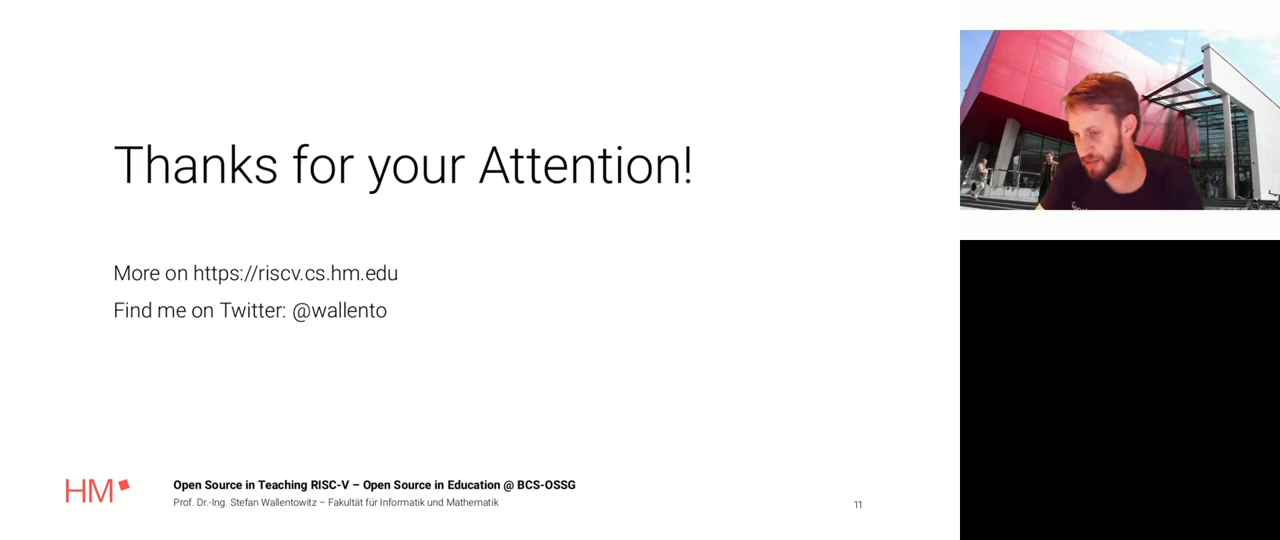 Thanks for your Attention!
More on https://riscv.cs.hm.edu
Find me on Twitter: @wallento
HM
Open Source in Teaching RISC-V – Open Source in Education @ BCS-OSSG
Prof. Dr.-Ing. Stefan Wallentowitz – Fakultät für Informatik und Mathematik
11